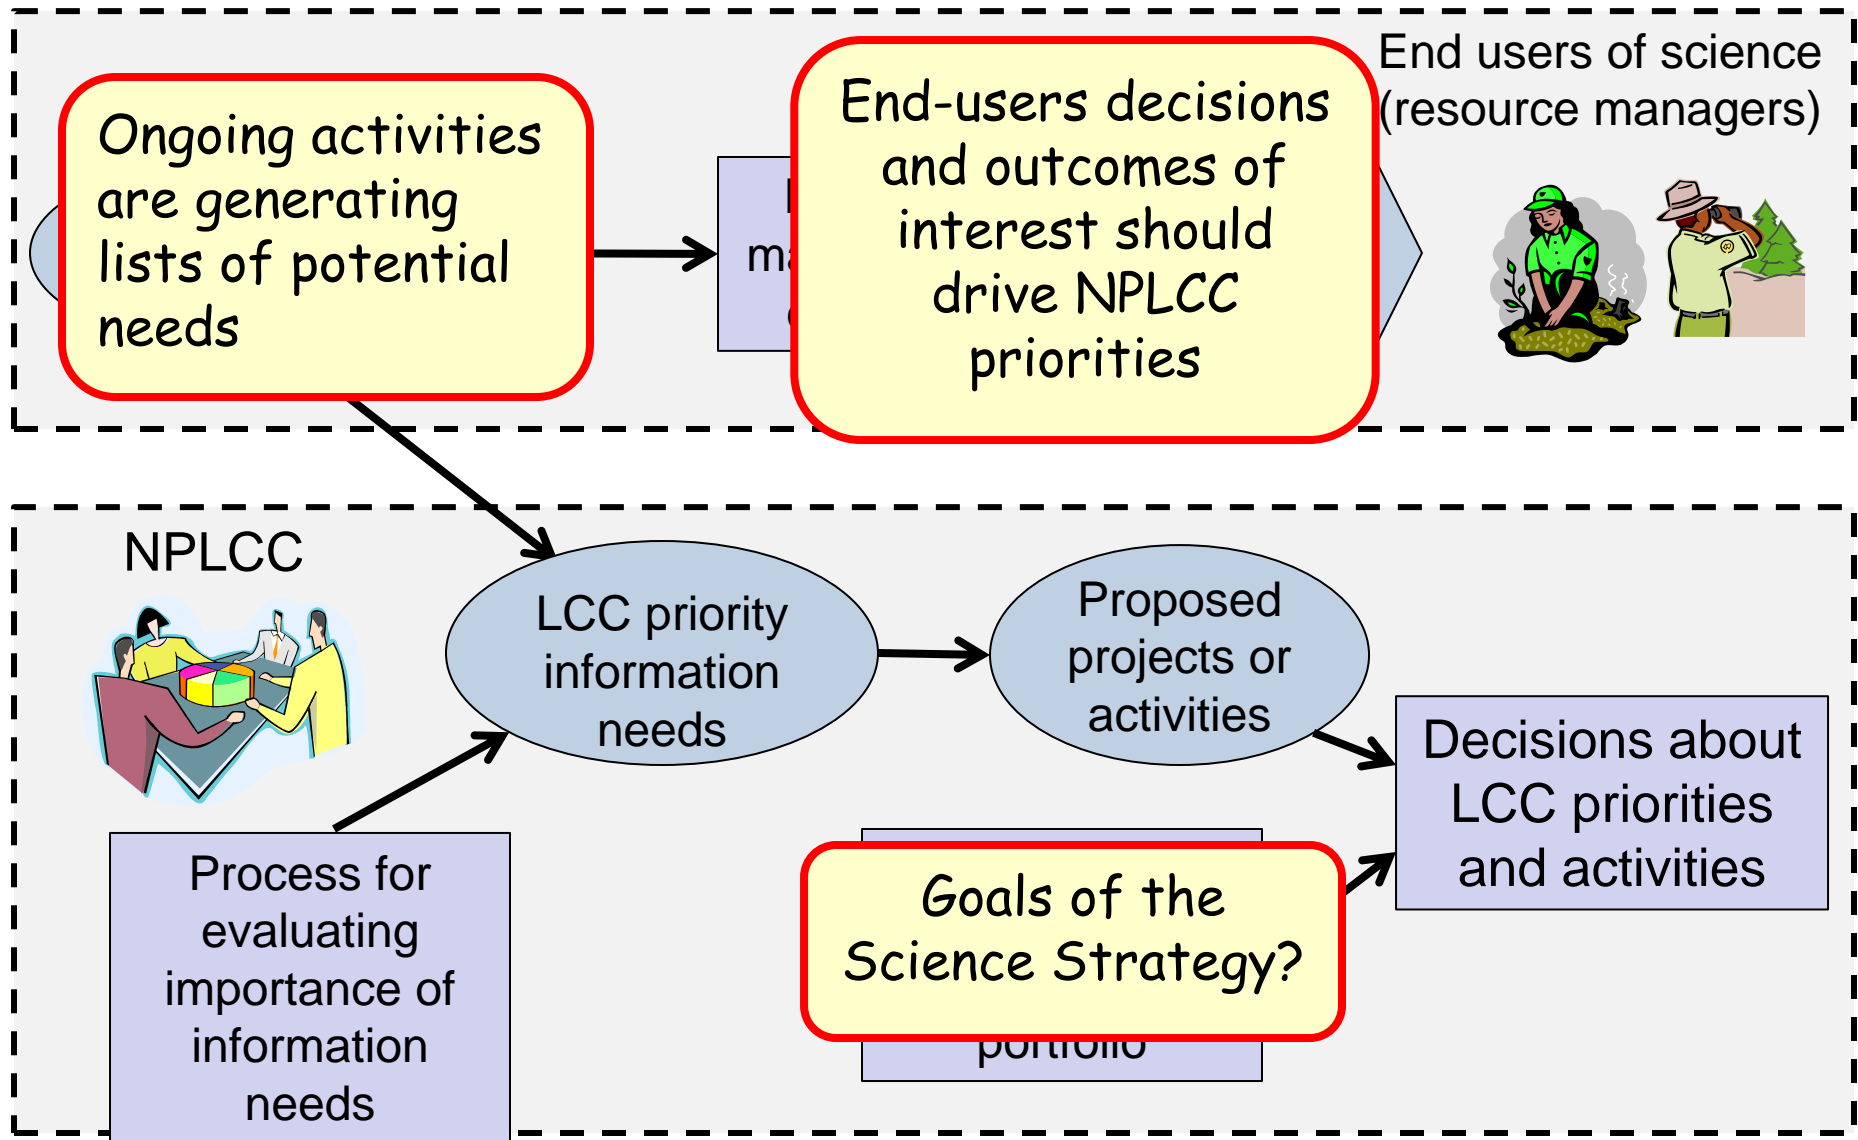 End users of science
(resource managers)
Ongoing activities
are generating
lists of potential
needs
End-users decisions
and outcomes of
interest should
drive NPLCC
priorities
NPLCC
LCC priority
information
needs
Proposed
projects or
activities
Decisions about
LCC priorities
and activities
Process for
evaluating
importance of
information
needs
Goals of the
Science Strategy?
portfolio